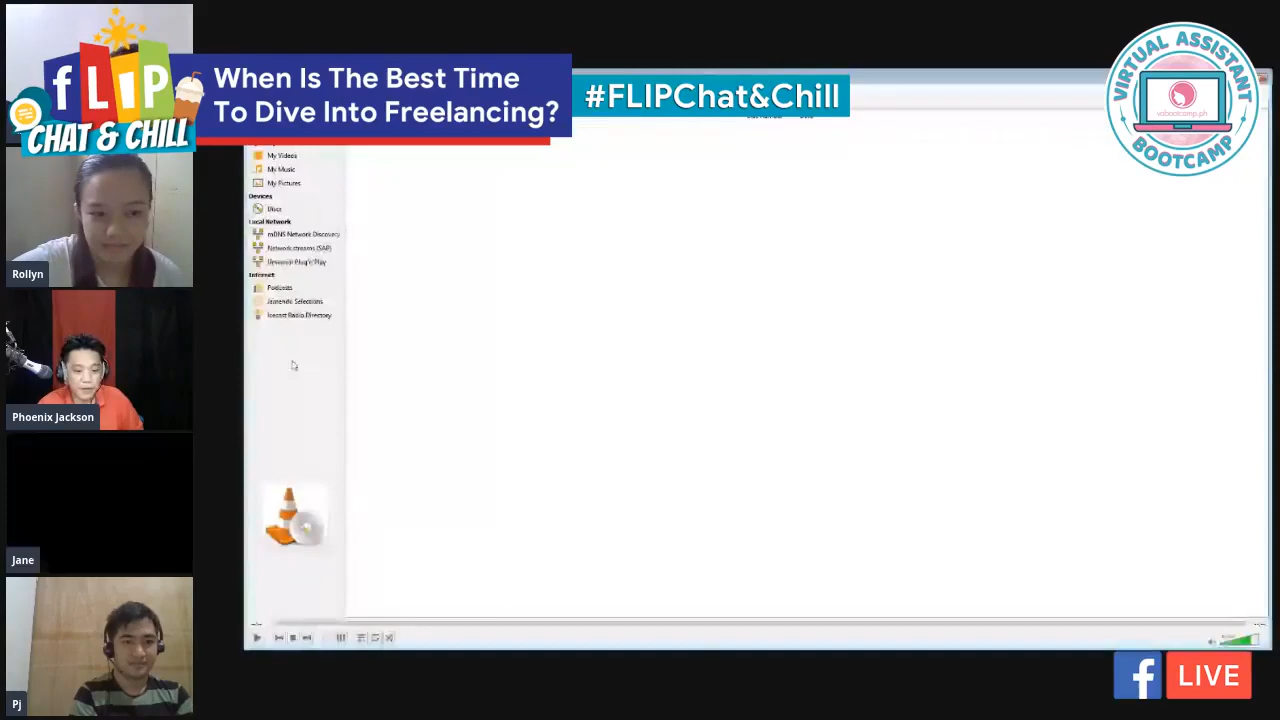 fLiP
CHAT & CHILL
When Is The Best Time
To Dive Into Freelancing?
#FLIPChat&Chill
VIRTUAL ASSISTANT
vabootcamp.ph
BOOTCAMP
My Videos
My Music
My Pictures
Devices
Discs
Local Network
mDNS Network Discovery
Network streams (SAP)
Universal Plug'n'Play
Internet
Podcasts
Jamendo Selections
Icecast Radio Directory
Rollyn
Phoenix Jackson
Jane
Pj
f LIVE